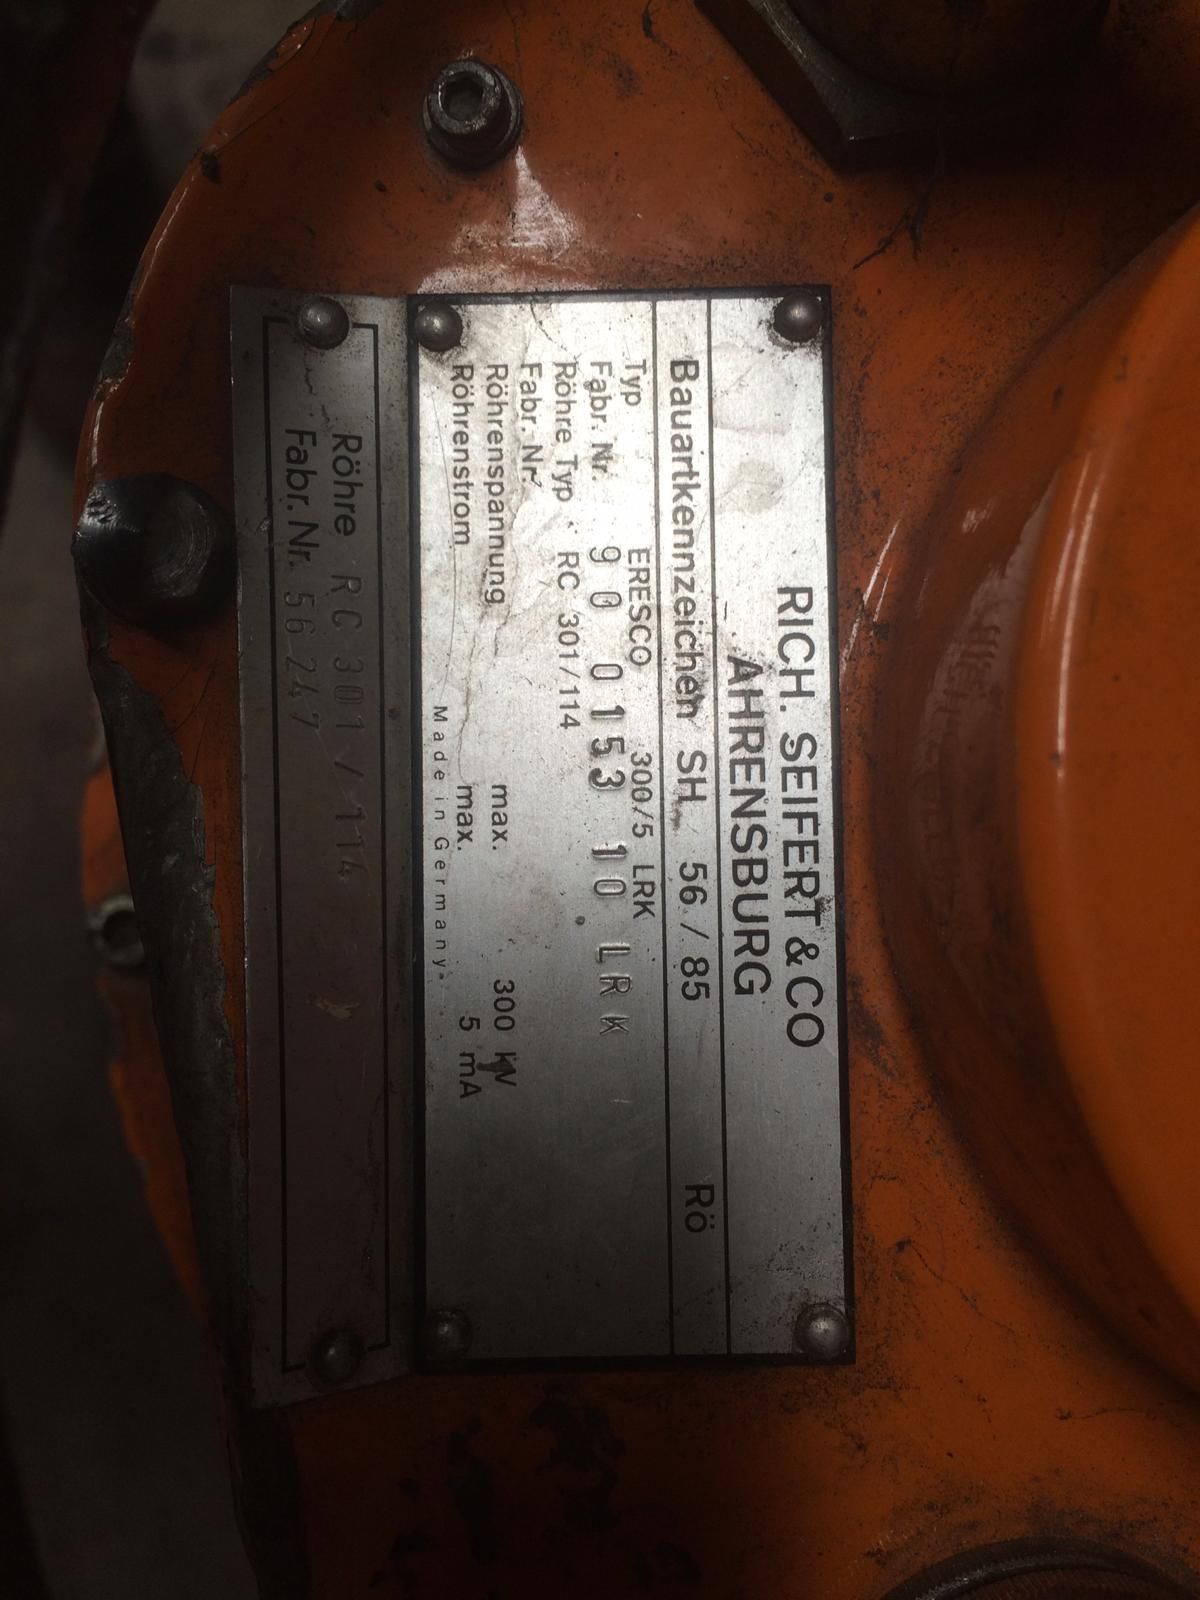 RICH. SEIFERT & CO
AHRENSBURG
Bauartkennzeichen SH 56 / 85 Rö
Typ ERESCO 300/5 LRK
Fabr. Nr. 90 0153 10 LRK
Röhre Typ RC 301/114
Fabr. Nr.
Röhrenspannung max. 300 kV
Röhrenstrom max. 5 mA
Made in Germany
Röhre RC 301/114
Fabr. Nr. 56 247